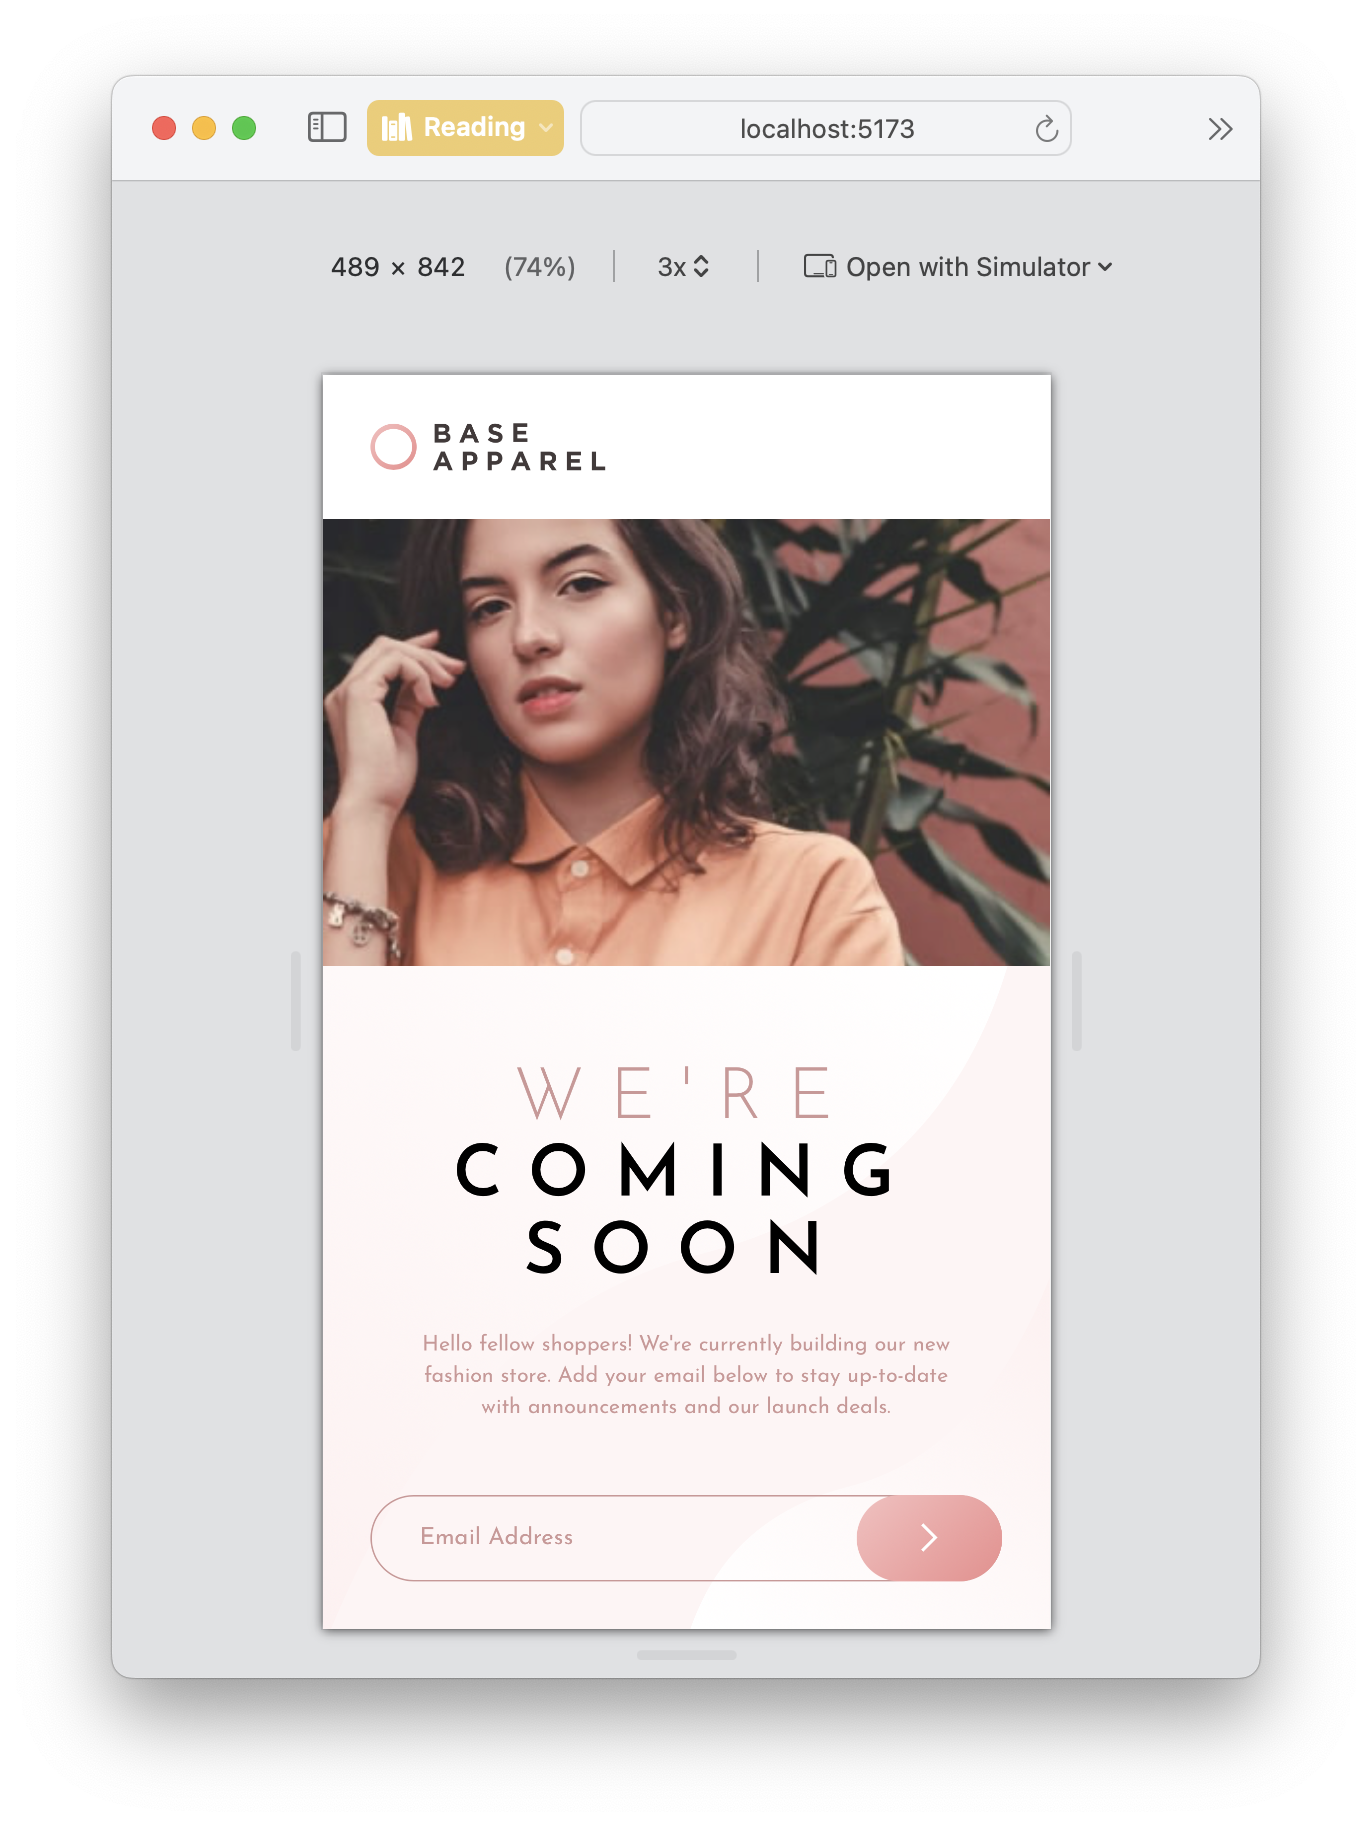 Reading
localhost:5173
489 × 842 (74%) 3x Open with Simulator
BASE
APPAREL
WE'RE
COMING
SOON
Hello fellow shoppers! We're currently building our new
fashion store. Add your email below to stay up-to-date
with announcements and our launch deals.
Email Address